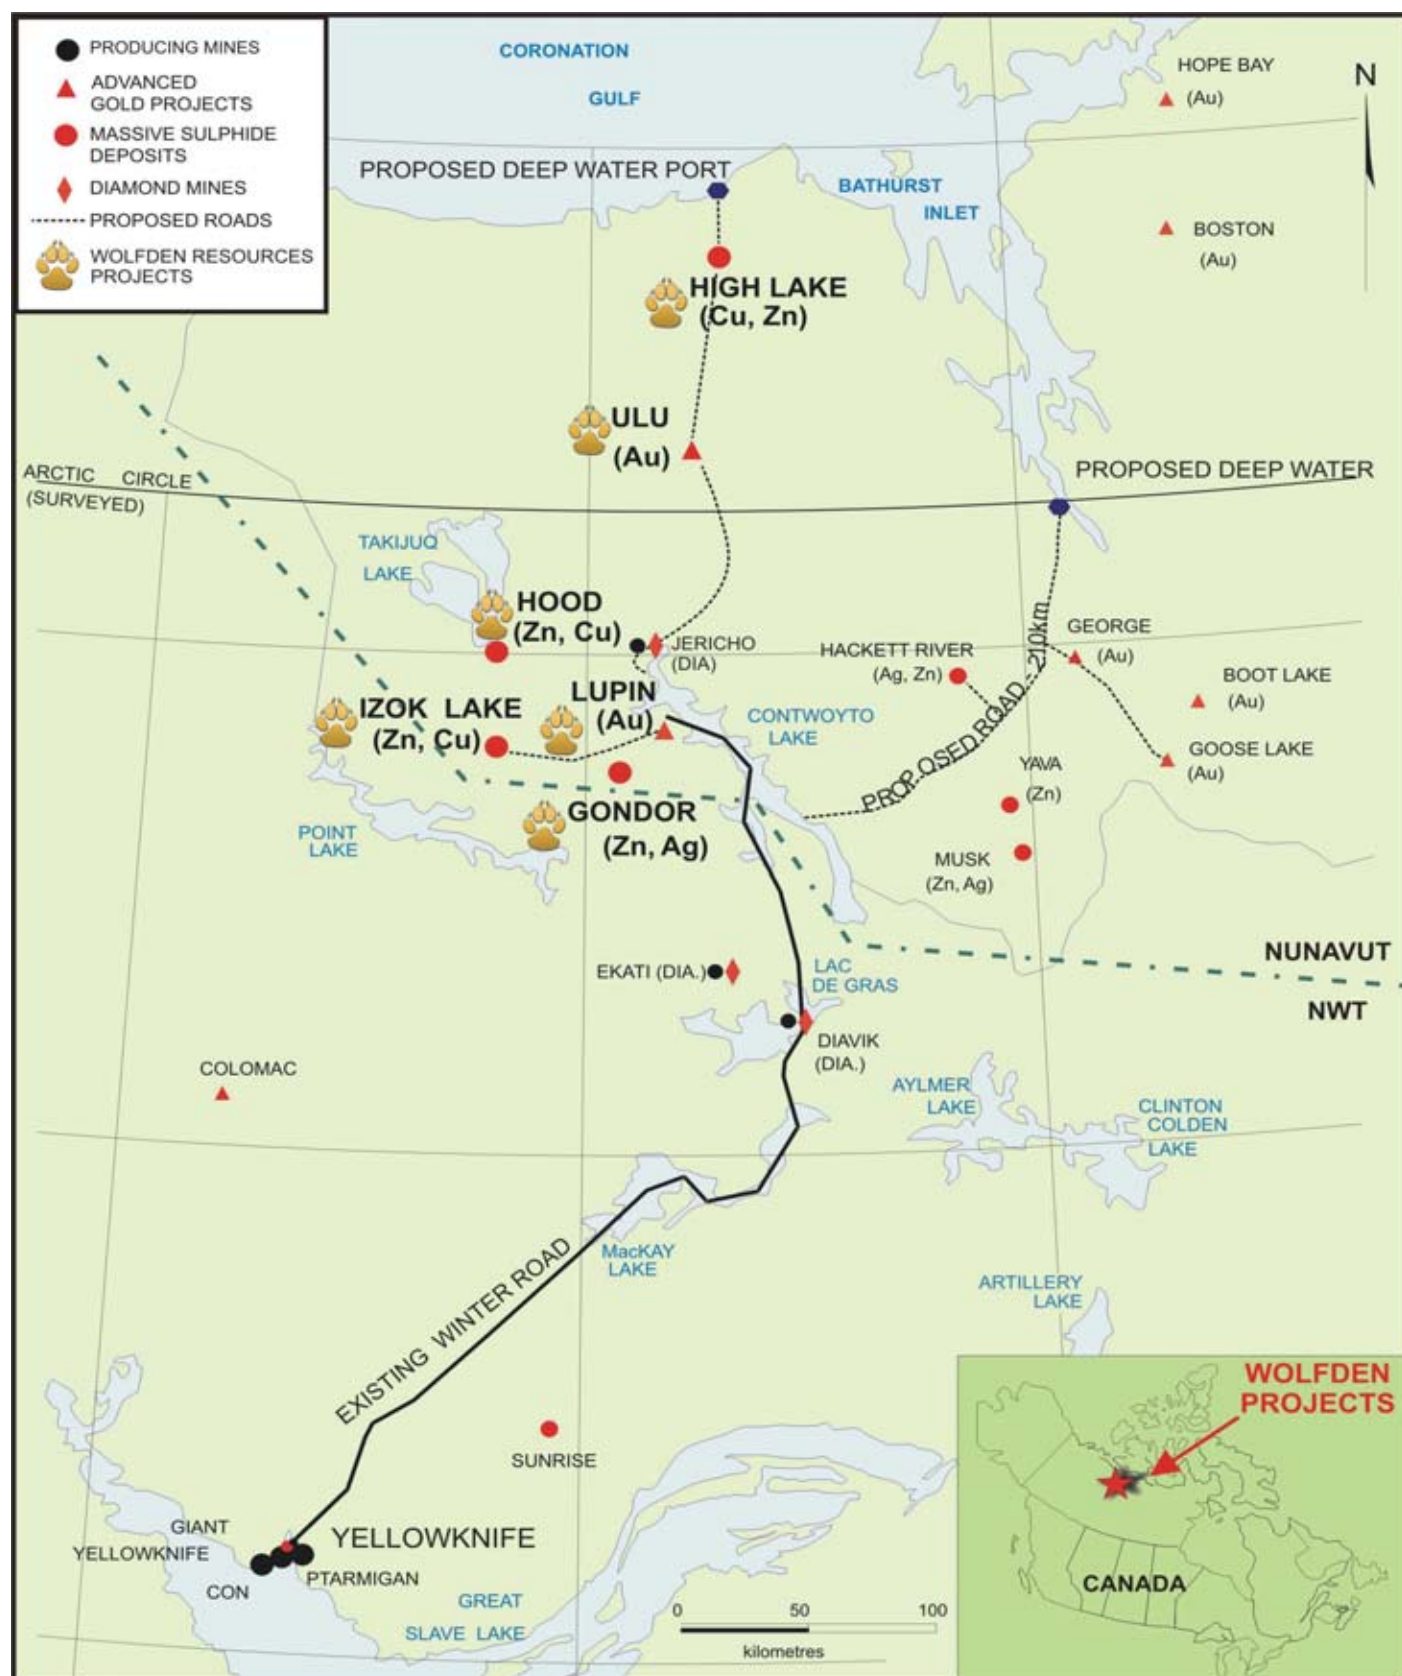 PRODUCING MINES
ADVANCED
GOLD PROJECTS
MASSIVE SULPHIDE
DEPOSITS
DIAMOND MINES
PROPOSED ROADS
WOLFDEN RESOURCES
PROJECTS
CORONATION
GULF
HOPE BAY
(Au)
N
PROPOSED DEEP WATER PORT
BATHURST
INLET
BOSTON
(Au)
HIGH LAKE
(Cu, Zn)
ULU
(Au)
ARCTIC CIRCLE
(SURVEYED)
PROPOSED DEEP WATER
TAKIJUQ
LAKE
HOOD
(Zn, Cu)
JERICHO
(DIA)
HACKETT RIVER
(Ag, Zn)
GEORGE
(Au)
BOOT LAKE
(Au)
IZOK LAKE
(Zn, Cu)
LUPIN
(Au)
CONTWOYTO
LAKE
PROPOSED ROAD - 210km
GOOSE LAKE
(Au)
YAVA
(Zn)
GONDOR
(Zn, Ag)
POINT
LAKE
MUSK
(Zn, Ag)
NUNAVUT
NWT
EKATI (DIA.)
LAC
DE GRAS
DIAVIK
(DIA.)
COLOMAC
AYLMER
LAKE
CLINTON
COLDEN
LAKE
MacKAY
LAKE
EXISTING WINTER ROAD
ARTILLERY
LAKE
SUNRISE
GIANT
YELLOWKNIFE
YELLOWKNIFE
CON
PTARMIGAN
GREAT
SLAVE LAKE
0 50 100
kilometres
WOLFDEN
PROJECTS
CANADA